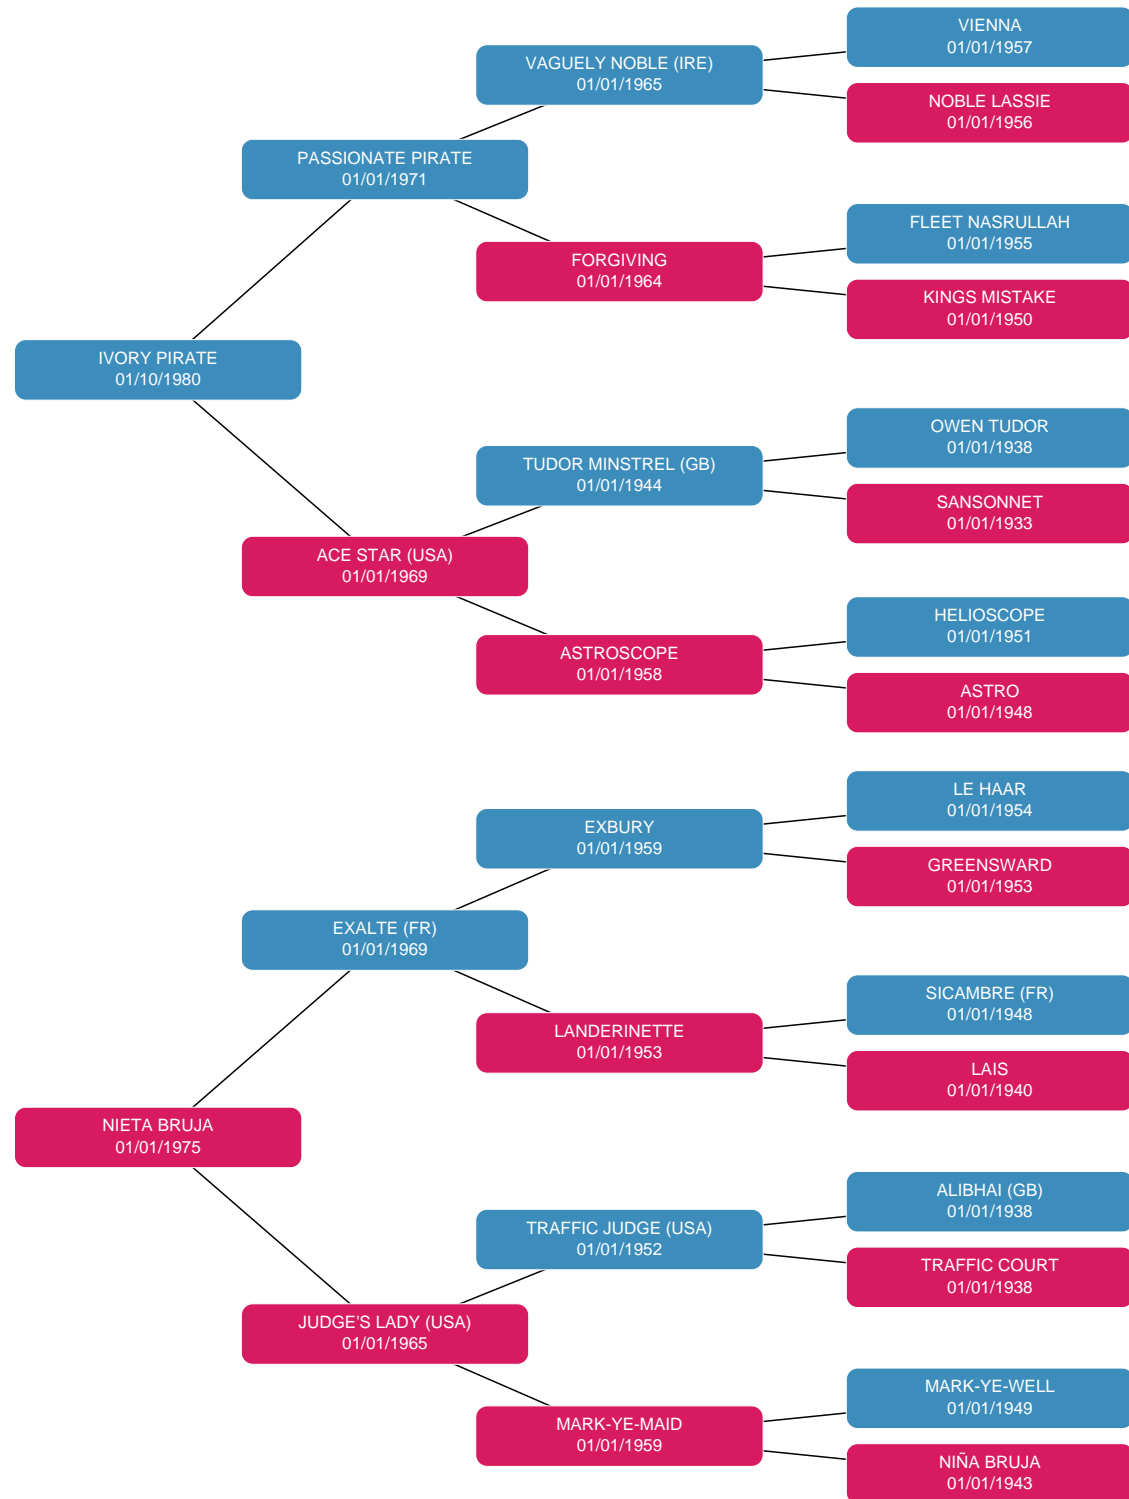 VIENNA
01/01/1957
VAGUELY NOBLE (IRE)
01/01/1965
NOBLE LASSIE
01/01/1956
PASSIONATE PIRATE
01/01/1971
FLEET NASRULLAH
01/01/1955
FORGIVING
01/01/1964
KINGS MISTAKE
01/01/1950
IVORY PIRATE
01/10/1980
OWEN TUDOR
01/01/1938
TUDOR MINSTREL (GB)
01/01/1944
SANSONNET
01/01/1933
ACE STAR (USA)
01/01/1969
HELIOSCOPE
01/01/1951
ASTROSCOPE
01/01/1958
ASTRO
01/01/1948
LE HAAR
01/01/1954
EXBURY
01/01/1959
GREENSWARD
01/01/1953
EXALTE (FR)
01/01/1969
SICAMBRE (FR)
01/01/1948
LANDERINETTE
01/01/1953
LAIS
01/01/1940
NIETA BRUJA
01/01/1975
ALIBHAI (GB)
01/01/1938
TRAFFIC JUDGE (USA)
01/01/1952
TRAFFIC COURT
01/01/1938
JUDGE'S LADY (USA)
01/01/1965
MARK-YE-WELL
01/01/1949
MARK-YE-MAID
01/01/1959
NIÑA BRUJA
01/01/1943